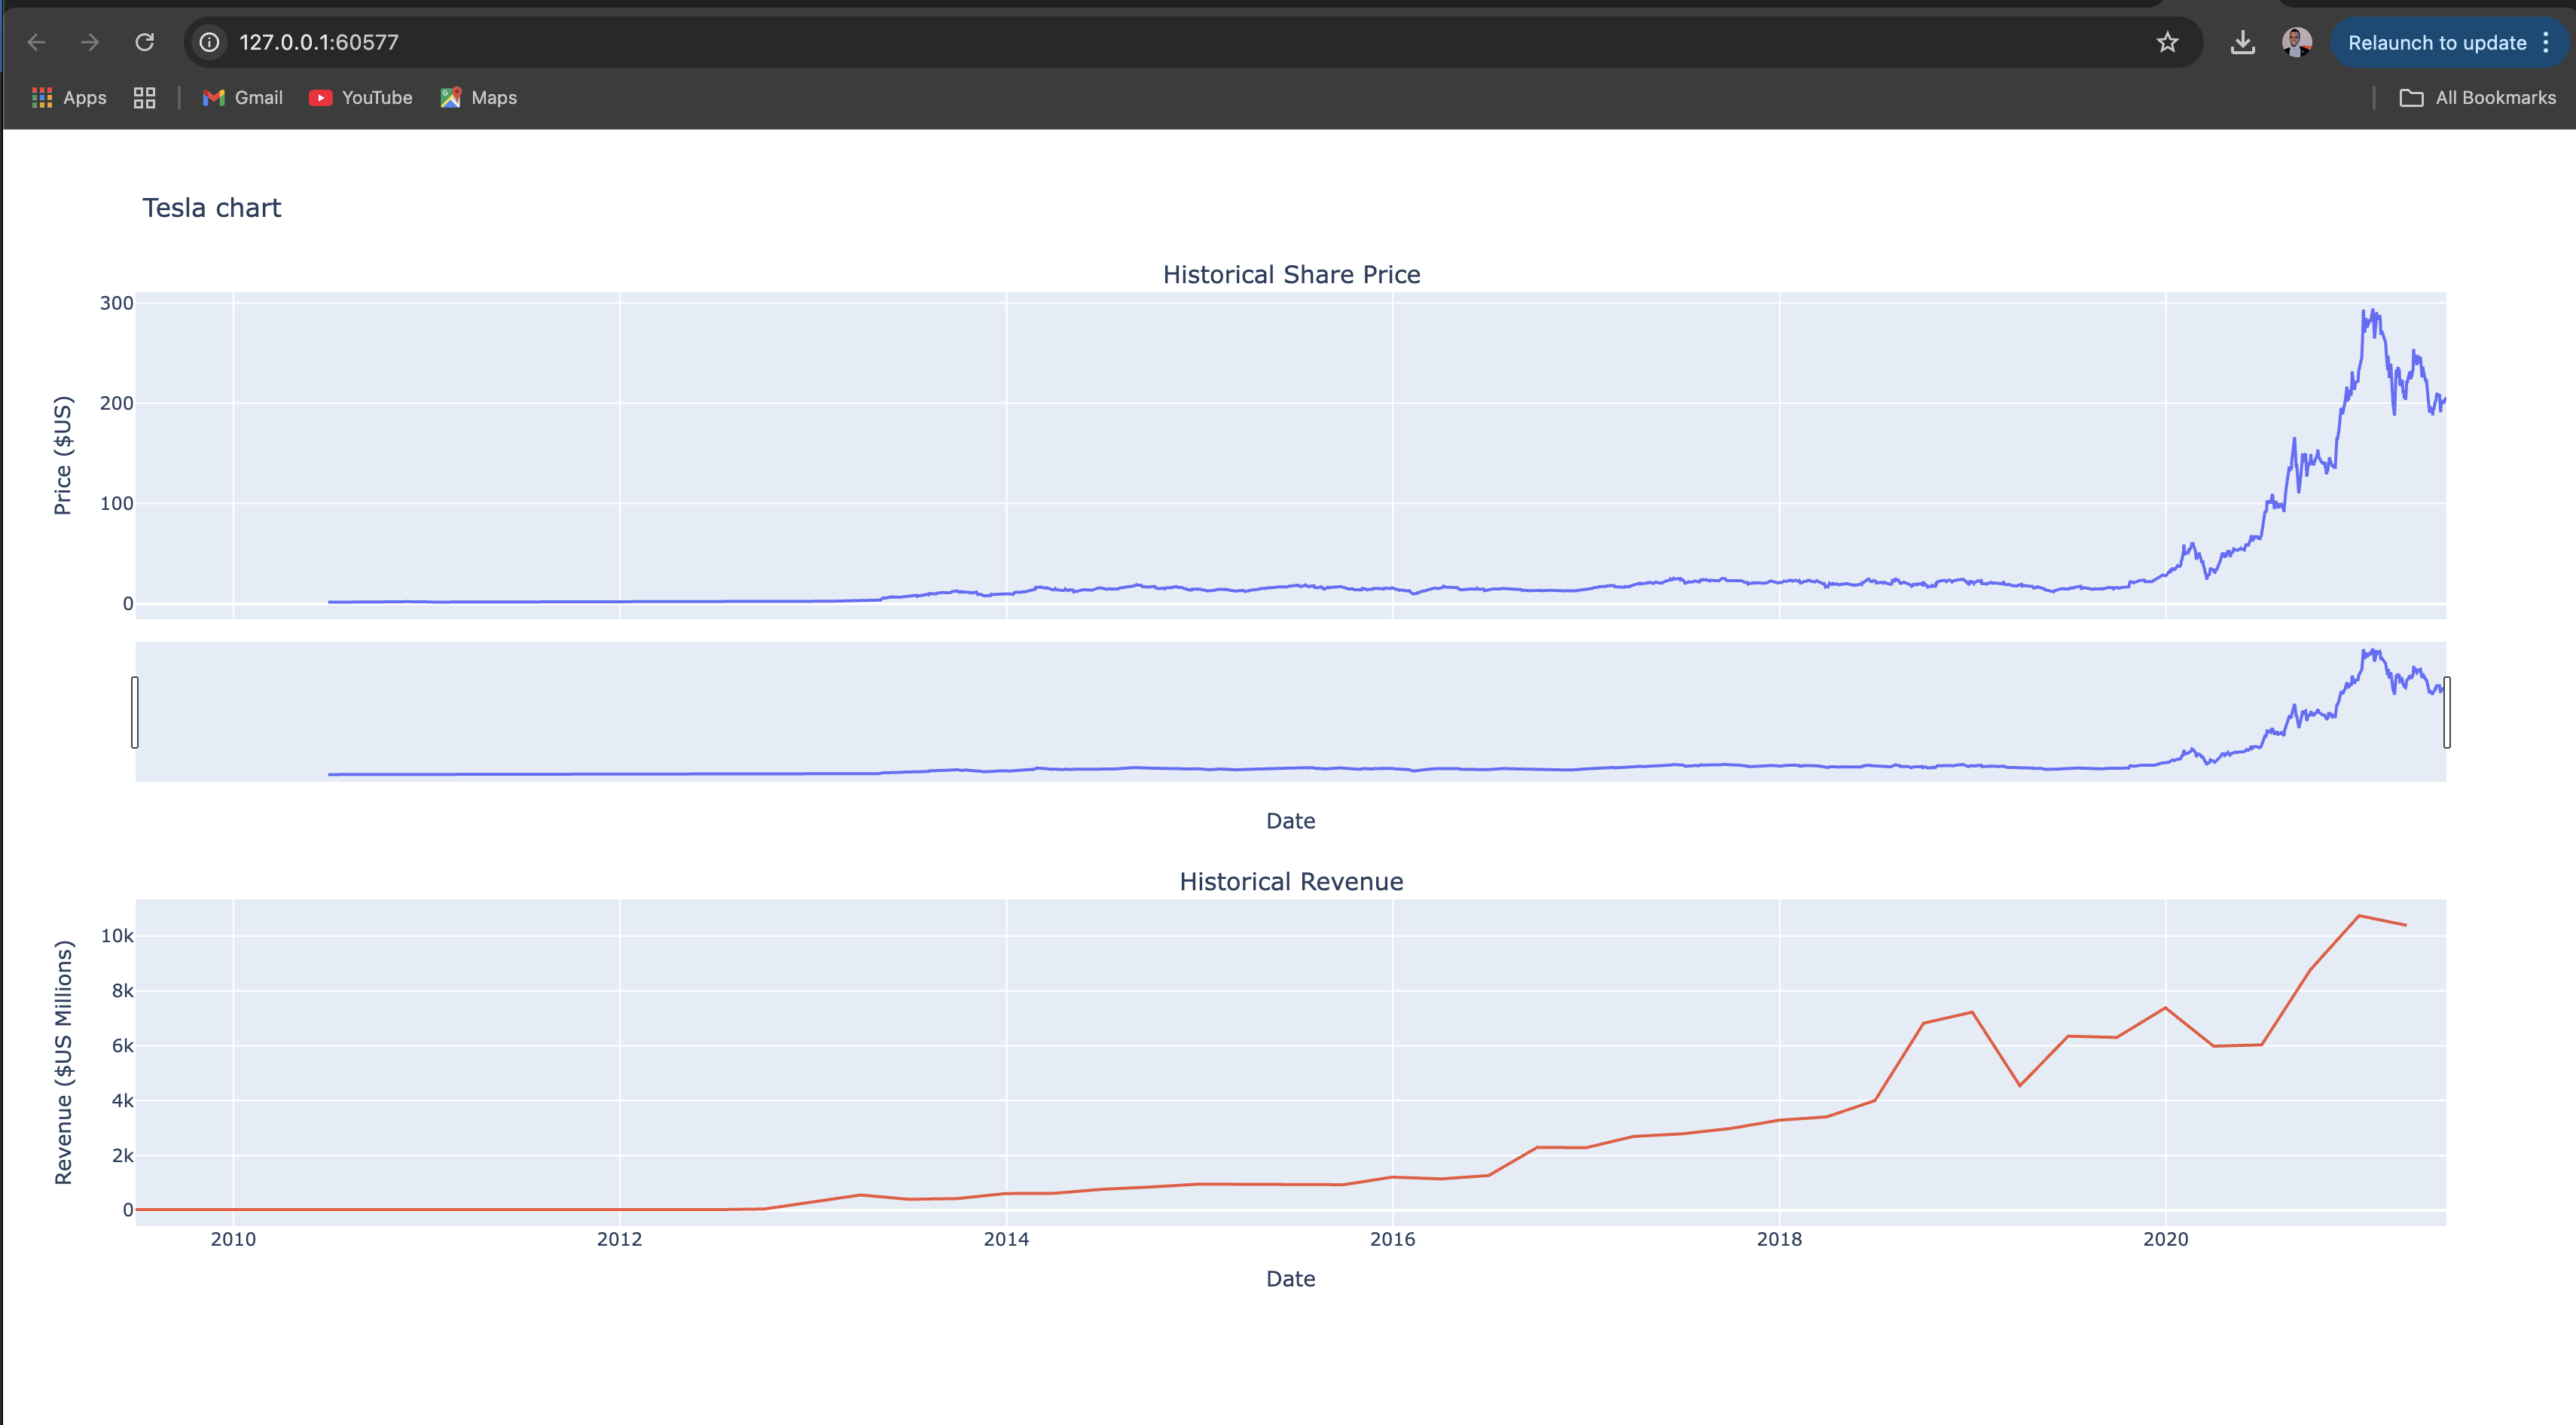 127.0.0.1:60577
Relaunch to update
Apps
Gmail
YouTube
Maps
All Bookmarks
Tesla chart
Historical Share Price
300
200
100
0
Price ($US)
Date
Historical Revenue
10k
8k
6k
4k
2k
0
Revenue ($US Millions)
2010 2012 2014 2016 2018 2020
Date